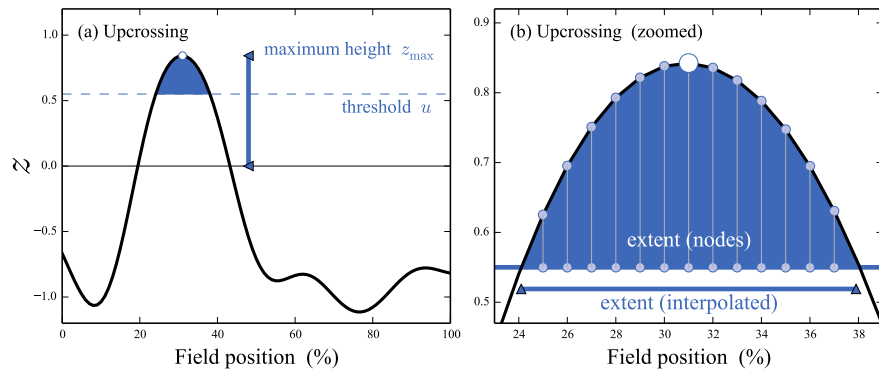 (a) Upcrossing
maximum height z_max
threshold u
z
1.0
0.5
0.0
−0.5
−1.0
0
20
40
60
80
100
Field position (%)
(b) Upcrossing (zoomed)
extent (nodes)
extent (interpolated)
0.9
0.8
0.7
0.6
0.5
24
26
28
30
32
34
36
38
Field position (%)